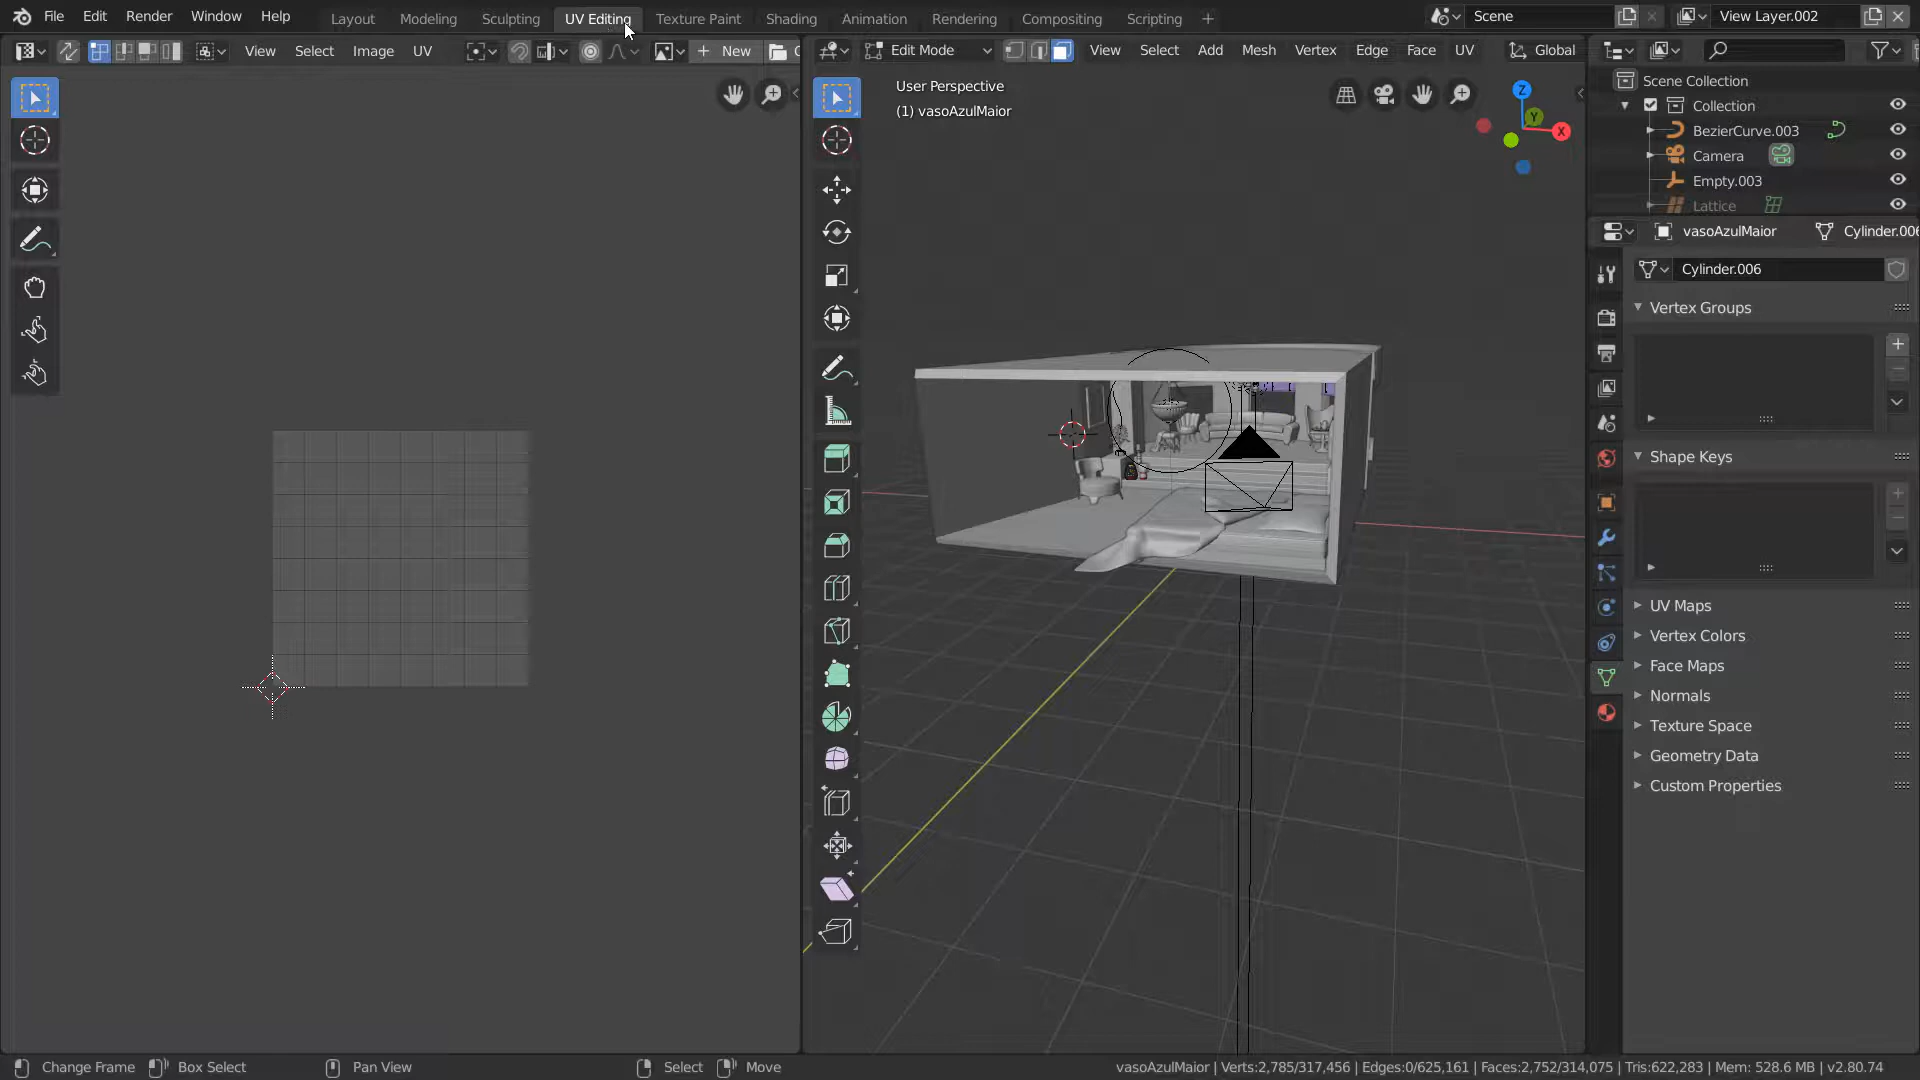 File Edit Render Window Help Layout Modeling Sculpting UV Editing Texture Paint Shading Animation Rendering Compositing Scripting + Scene View Layer.002
View Select Image UV New
Edit Mode View Select Add Mesh Vertex Edge Face UV Global
User Perspective
(1) vasoAzulMaior
Z
Y
X
Scene Collection
Collection
BezierCurve.003
Camera
Empty.003
Lattice
vasoAzulMaior Cylinder.006
Cylinder.006
Vertex Groups
Shape Keys
UV Maps
Vertex Colors
Face Maps
Normals
Texture Space
Geometry Data
Custom Properties
Change Frame Box Select Pan View Select Move vasoAzulMaior | Verts:2,785/317,456 | Edges:0/625,161 | Faces:2,752/314,075 | Tris:622,283 | Mem: 528.6 MB | v2.80.74